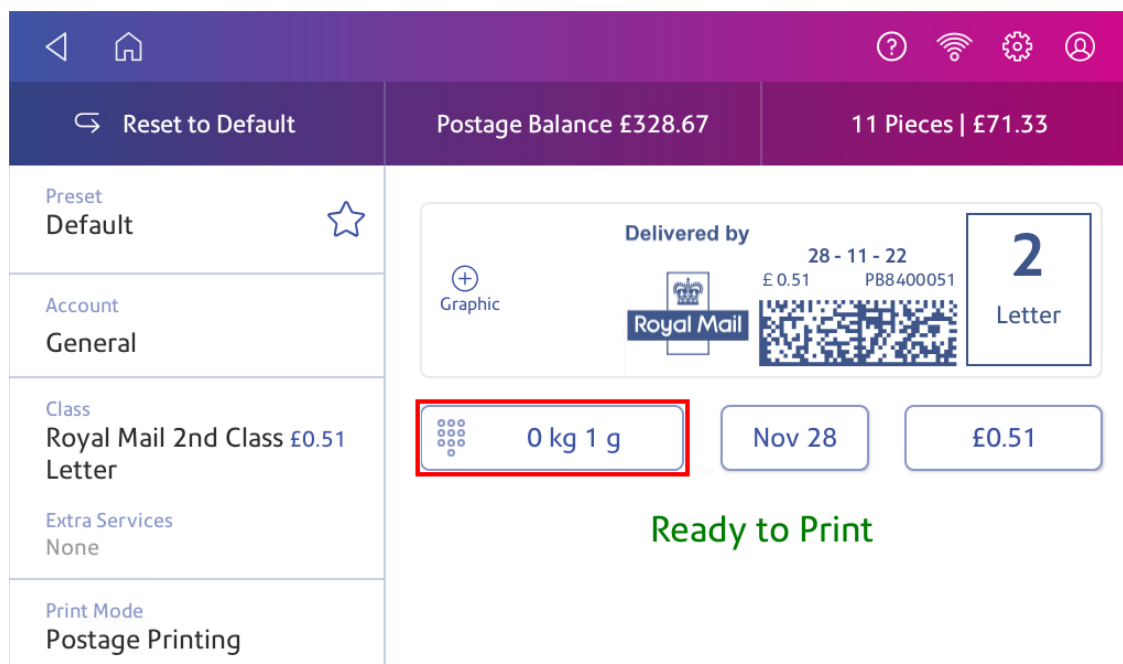 Reset to Default
Postage Balance £328.67
11 Pieces | £71.33
Preset
Default
Account
General
Class
Royal Mail 2nd Class £0.51
Letter
Extra Services
None
Print Mode
Postage Printing
Graphic
Delivered by
Royal Mail
28 - 11 - 22
£ 0.51 PB8400051
2
Letter
0 kg 1 g
Nov 28
£0.51
Ready to Print